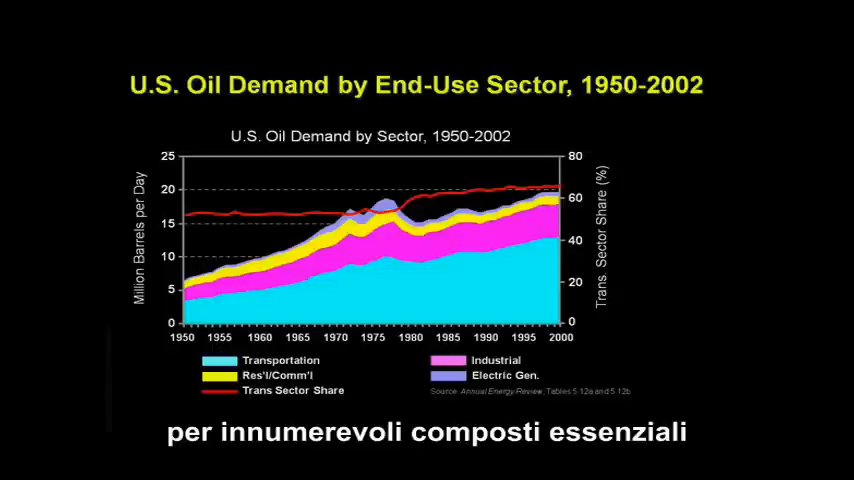 U.S. Oil Demand by End-Use Sector, 1950-2002
U.S. Oil Demand by Sector, 1950-2002
Million Barrels per Day
25
20
15
10
5
0
80
60
40
20
0
Trans. Sector Share (%)
1950 1955 1960 1965 1970 1975 1980 1985 1990 1995 2000
Transportation Industrial
Res'l/Comm'l Electric Gen.
Trans Sector Share Source: Annual Energy Review, Tables 5.12a and 5.12b
per innumerevoli composti essenziali